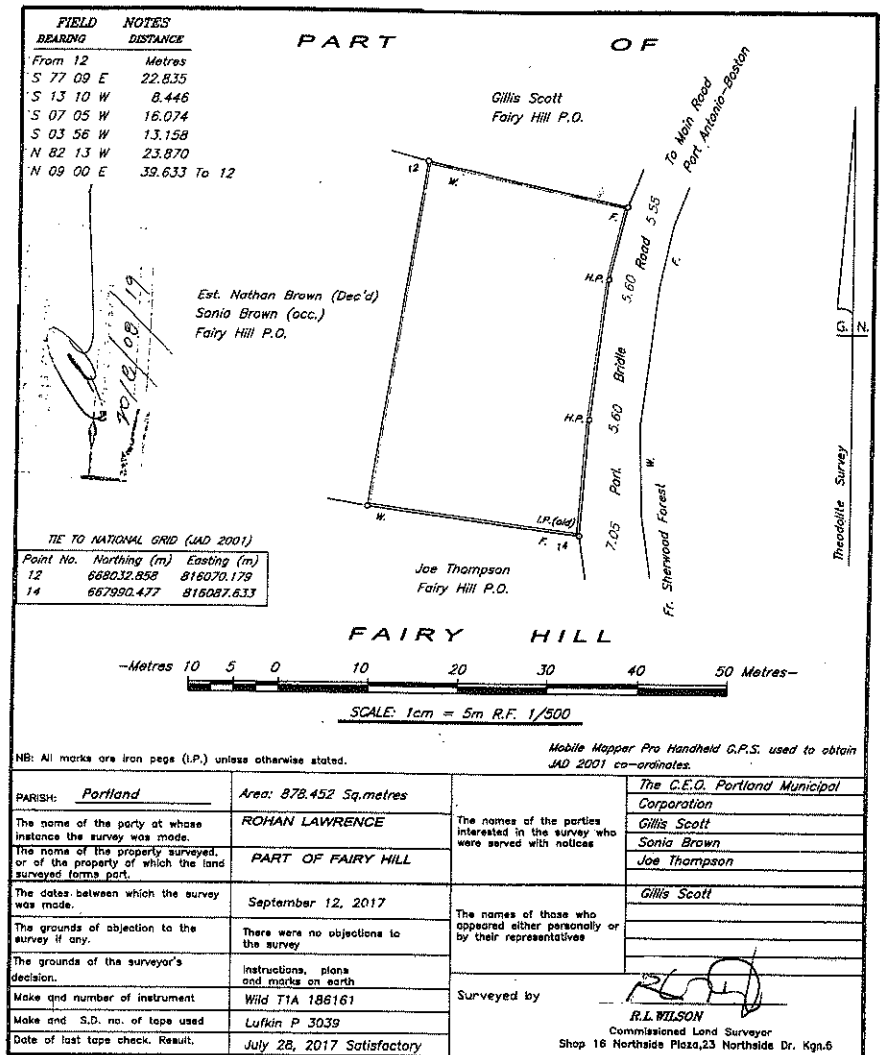 FIELD NOTES
BEARING DISTANCE
From 12 Metres
S 77 09 E 22.835
S 13 10 W 8.446
S 07 05 W 16.074
S 03 56 W 13.158
N 82 13 W 23.870
N 09 00 E 39.633 To 12
PART OF
Gillis Scott
Fairy Hill P.O.
To Main Road
Port Antonio-Boston
12
W.
F.
5.55
Road
H.P.
5.60
F.
Est. Nathan Brown (Dec'd)
Sonia Brown (occ.)
Fairy Hill P.O.
Bridle
H.P.
5.60
Parl.
W.
7.05
W.
I.P.(old)
F. 14
Fr. Sherwood Forest
G. N.
Theodolite Survey
Joe Thompson
Fairy Hill P.O.
TIE TO NATIONAL GRID (JAD 2001)
Point No. Northing (m) Easting (m)
12 668032.858 816070.179
14 667990.477 816087.633
FAIRY HILL
-Metres 10 5 0 10 20 30 40 50 Metres-
SCALE: 1cm = 5m R.F. 1/500
NB: All marks are iron pegs (I.P.) unless otherwise stated.
Mobile Mapper Pro Handheld G.P.S. used to obtain
JAD 2001 co-ordinates.
PARISH: Portland
Area: 878.452 Sq.metres
The name of the party at whose
instance the survey was made.
ROHAN LAWRENCE
The name of the property surveyed,
or of the property of which the land
surveyed forms part.
PART OF FAIRY HILL
The dates between which the survey
was made.
September 12, 2017
The grounds of objection to the
survey if any.
There were no objections to
the survey
The grounds of the surveyor's
decision.
Instructions, plans
and marks on earth
Make and number of instrument
Wild T1A 186161
Make and S.D. no. of tape used
Lufkin P 3039
Date of last tape check. Result.
July 28, 2017 Satisfactory
The names of the parties
interested in the survey who
were served with notices
The C.E.O. Portland Municipal
Corporation
Gillis Scott
Sonia Brown
Joe Thompson
The names of those who
appeared either personally or
by their representatives
Gillis Scott
Surveyed by
R.L.WILSON
Commissioned Land Surveyor
Shop 16 Northside Plaza,23 Northside Dr. Kgn.6